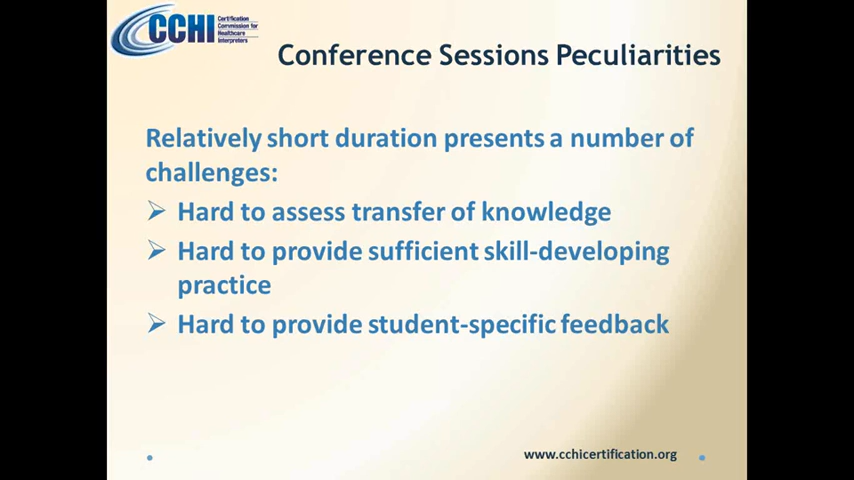 CCHI
Certification
Commission for
Healthcare
Interpreters
Conference Sessions Peculiarities
Relatively short duration presents a number of
challenges:
Hard to assess transfer of knowledge
Hard to provide sufficient skill-developing
practice
Hard to provide student-specific feedback
www.cchicertification.org